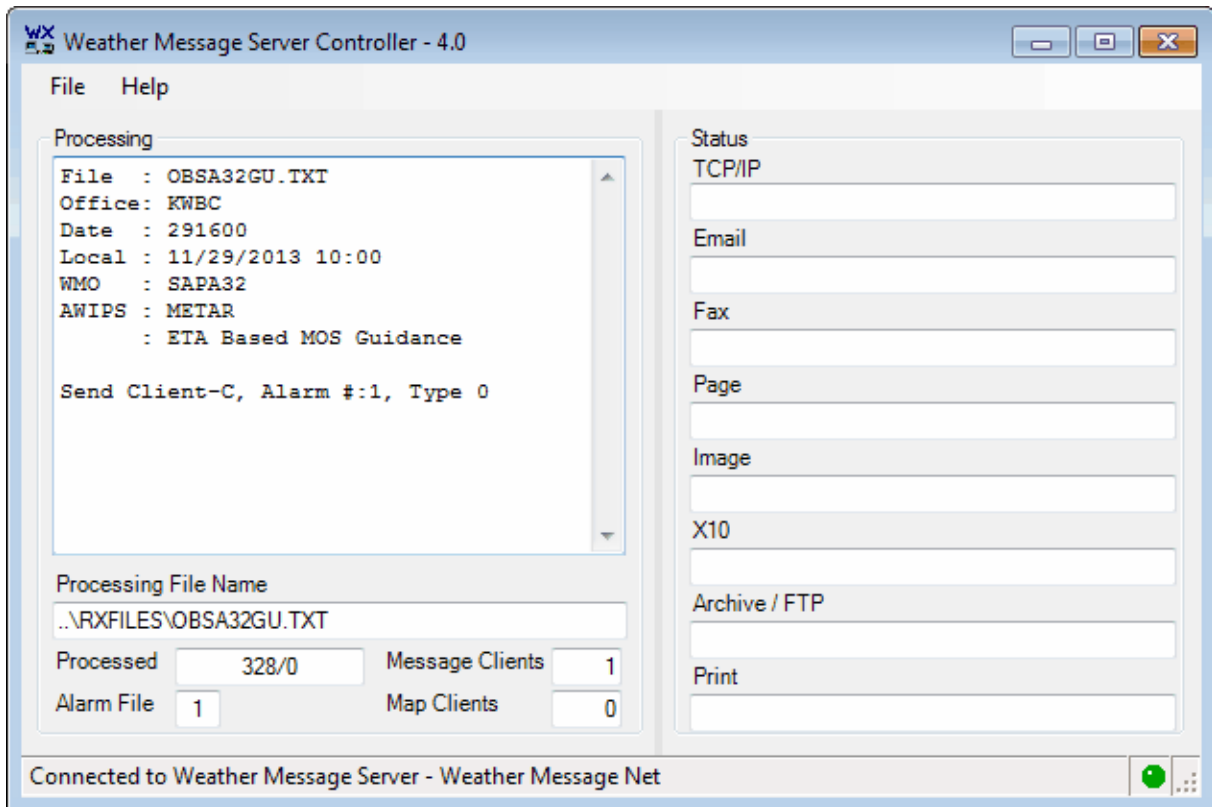 WX Weather Message Server Controller - 4.0
File Help
Processing
File : OBSA32GU.TXT
Office: KWBC
Date : 291600
Local : 11/29/2013 10:00
WMO : SAPA32
AWIPS : METAR
: ETA Based MOS Guidance
Send Client-C, Alarm #:1, Type 0
Processing File Name
..\RXFILES\OBSA32GU.TXT
Processed 328/0 Message Clients 1
Alarm File 1 Map Clients 0
Status
TCP/IP
Email
Fax
Page
Image
X10
Archive / FTP
Print
Connected to Weather Message Server - Weather Message Net